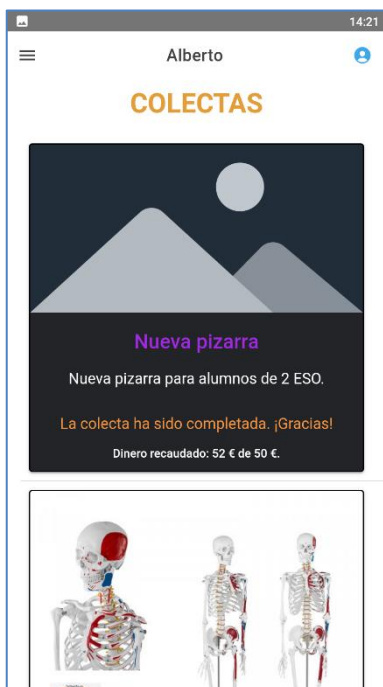 14:21
Alberto
COLECTAS
Nueva pizarra
Nueva pizarra para alumnos de 2 ESO.
La colecta ha sido completada. ¡Gracias!
Dinero recaudado: 52 € de 50 €.